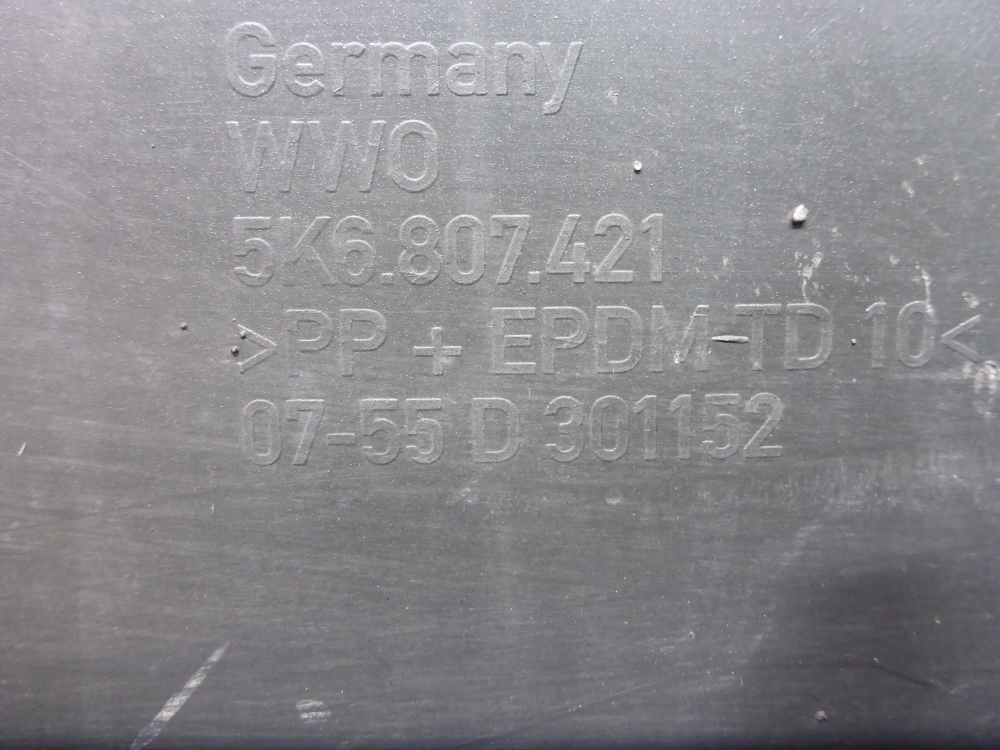 Germany
WWO
5K6.807.421
>PP + EPDM-TD 10<
07-55 D 301152